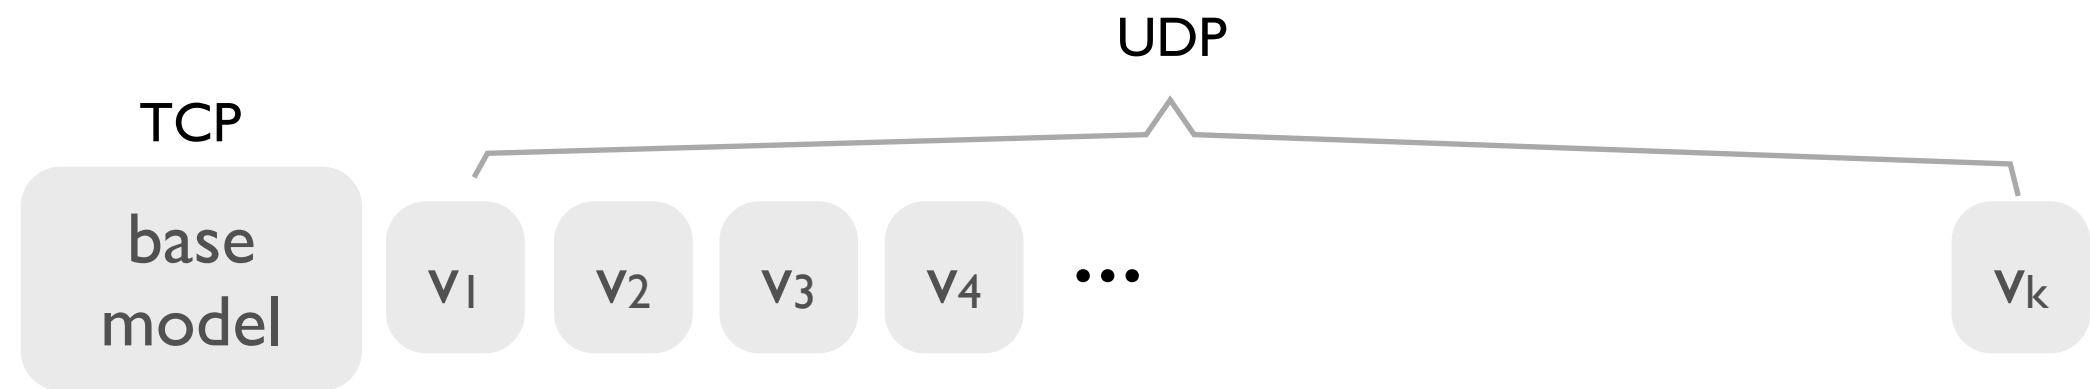 UDP
TCP
base
model
v₁ v₂ v₃ v₄ ••• vₖ